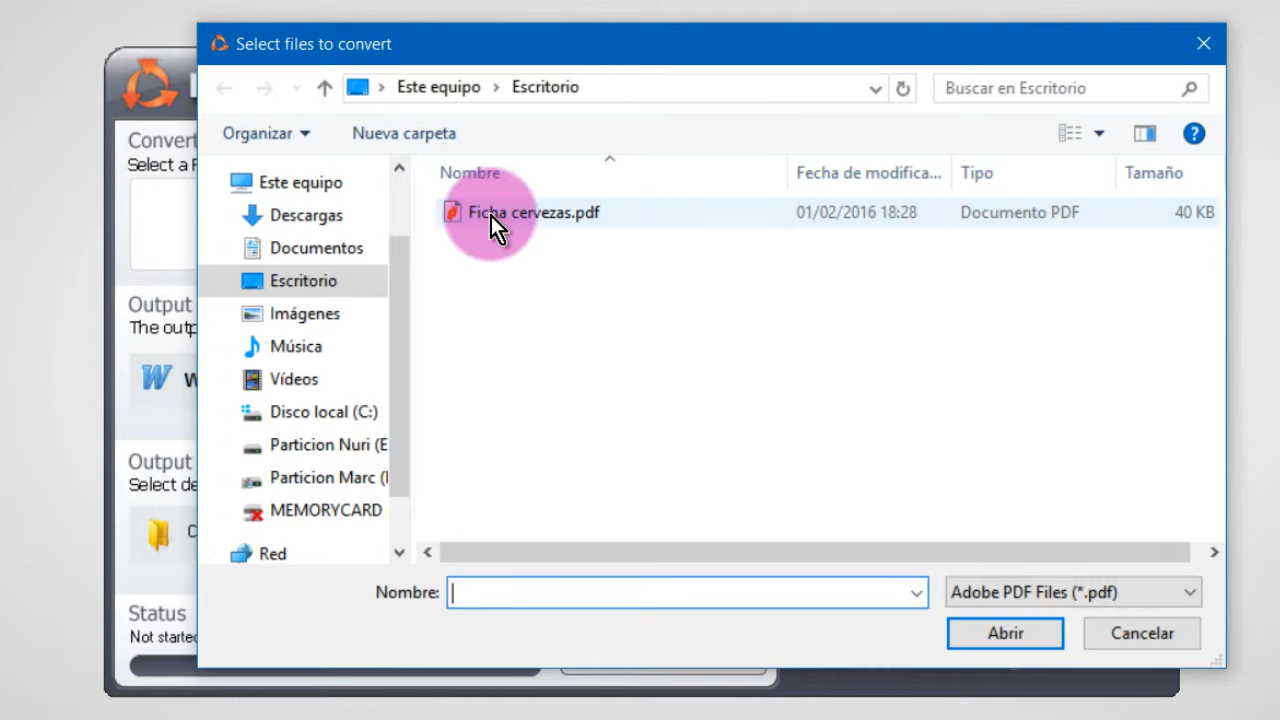 Select files to convert
Este equipo > Escritorio
Buscar en Escritorio
Organizar
Nueva carpeta
Convert
Select a
Nombre
Fecha de modifica...
Tipo
Tamaño
Este equipo
Ficha cervezas.pdf
01/02/2016 18:28
Documento PDF
40 KB
Descargas
Documentos
Escritorio
Output
The outp
Imágenes
Música
Vídeos
W
Disco local (C:)
Particion Nuri (E
Output
Select de
Particion Marc (
MEMORYCARD
Red
Nombre:
Adobe PDF Files (*.pdf)
Status
Not starte
Abrir
Cancelar